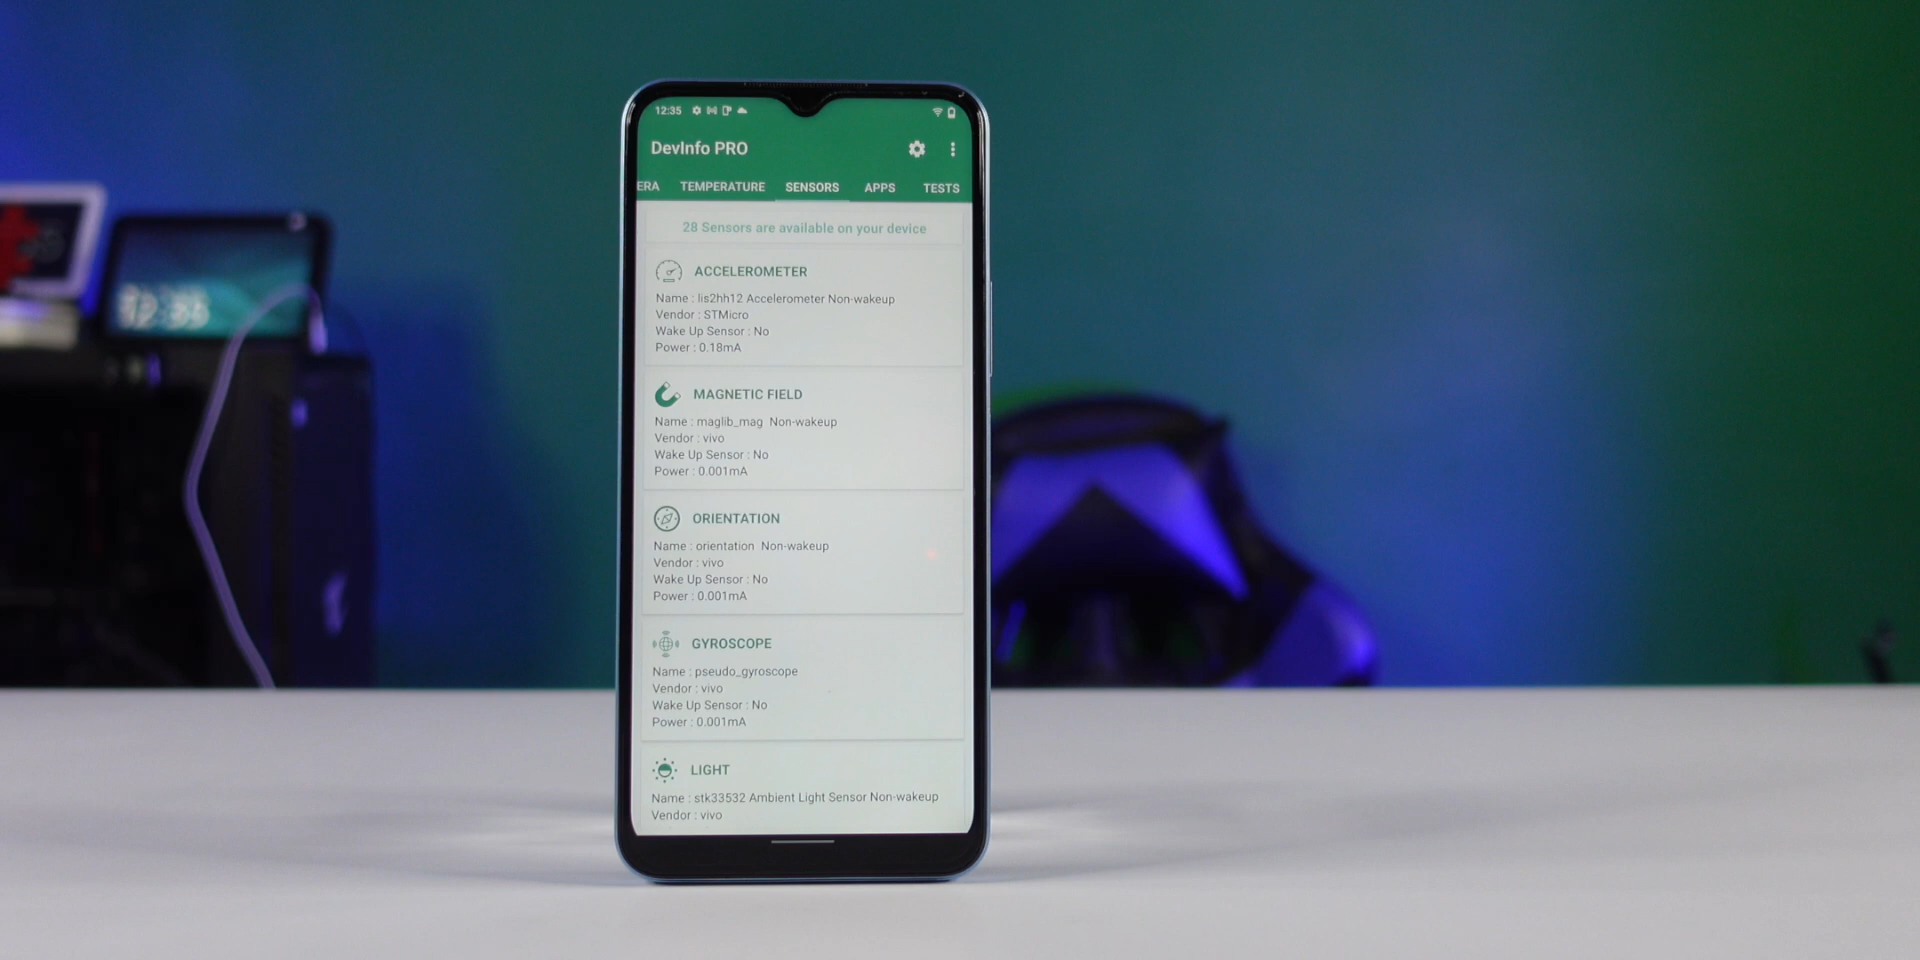 12:35
DevInfo PRO
ERA TEMPERATURE SENSORS APPS TESTS
28 Sensors are available on your device
ACCELEROMETER
Name : lis2hh12 Accelerometer Non-wakeup
Vendor : STMicro
Wake Up Sensor : No
Power : 0.18mA
MAGNETIC FIELD
Name : maglib_mag  Non-wakeup
Vendor : vivo
Wake Up Sensor : No
Power : 0.001mA
ORIENTATION
Name : orientation  Non-wakeup
Vendor : vivo
Wake Up Sensor : No
Power : 0.001mA
GYROSCOPE
Name : pseudo_gyroscope
Vendor : vivo
Wake Up Sensor : No
Power : 0.001mA
LIGHT
Name : stk33532 Ambient Light Sensor Non-wakeup
Vendor : vivo